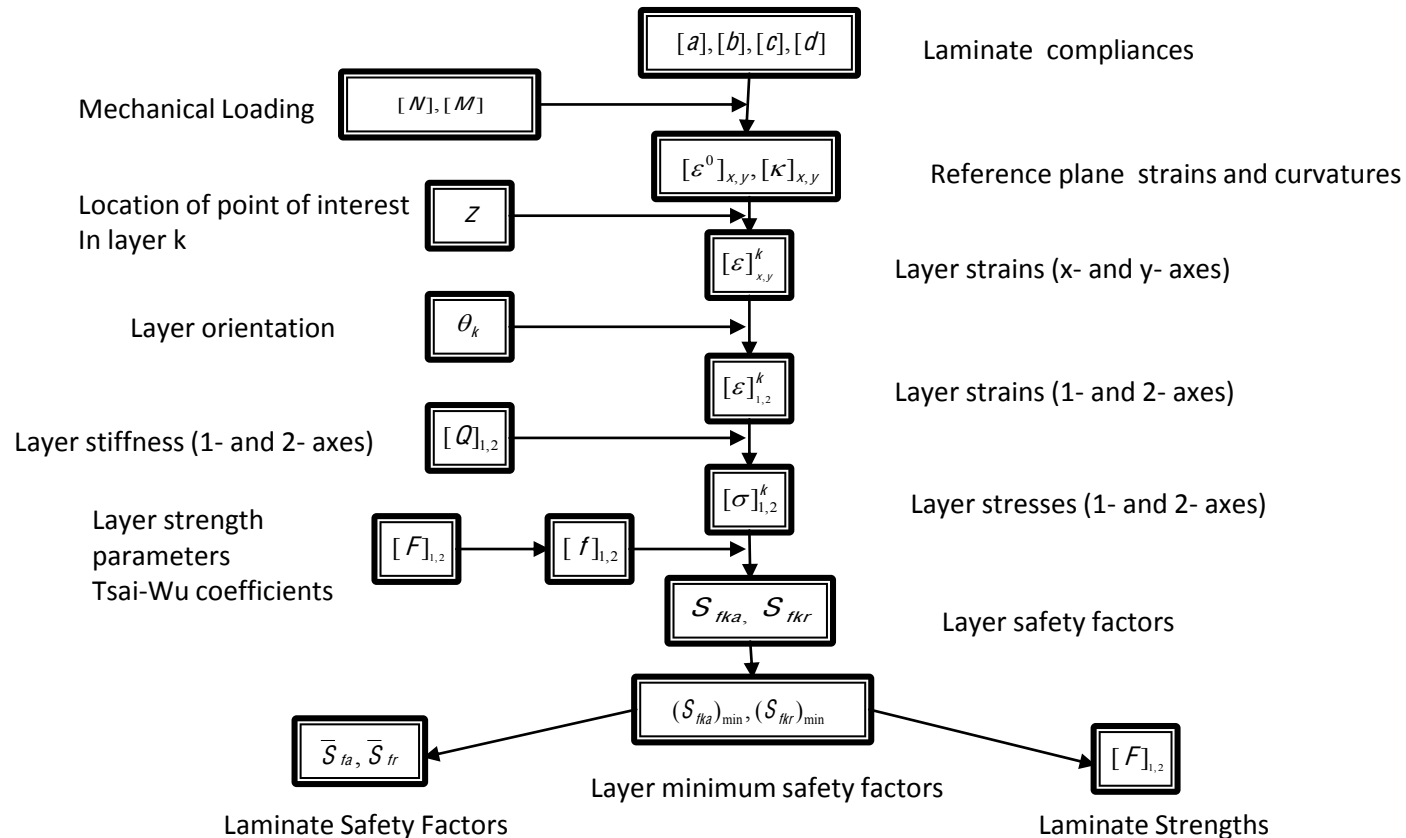 [a],[b],[c],[d]
Laminate compliances
Mechanical Loading
[N],[M]
[ε⁰]x,y,[κ]x,y
Reference plane strains and curvatures
Location of point of interest
In layer k
z
[ε]ᵏx,y
Layer strains (x- and y- axes)
Layer orientation
θk
[ε]ᵏ1,2
Layer strains (1- and 2- axes)
Layer stiffness (1- and 2- axes)
[Q]1,2
[σ]ᵏ1,2
Layer stresses (1- and 2- axes)
Layer strength
parameters
Tsai-Wu coefficients
[F]1,2
[f]1,2
Sfka, Sfkr
Layer safety factors
(Sfka)min,(Sfkr)min
S̅fa, S̅fr
[F]1,2
Layer minimum safety factors
Laminate Safety Factors
Laminate Strengths